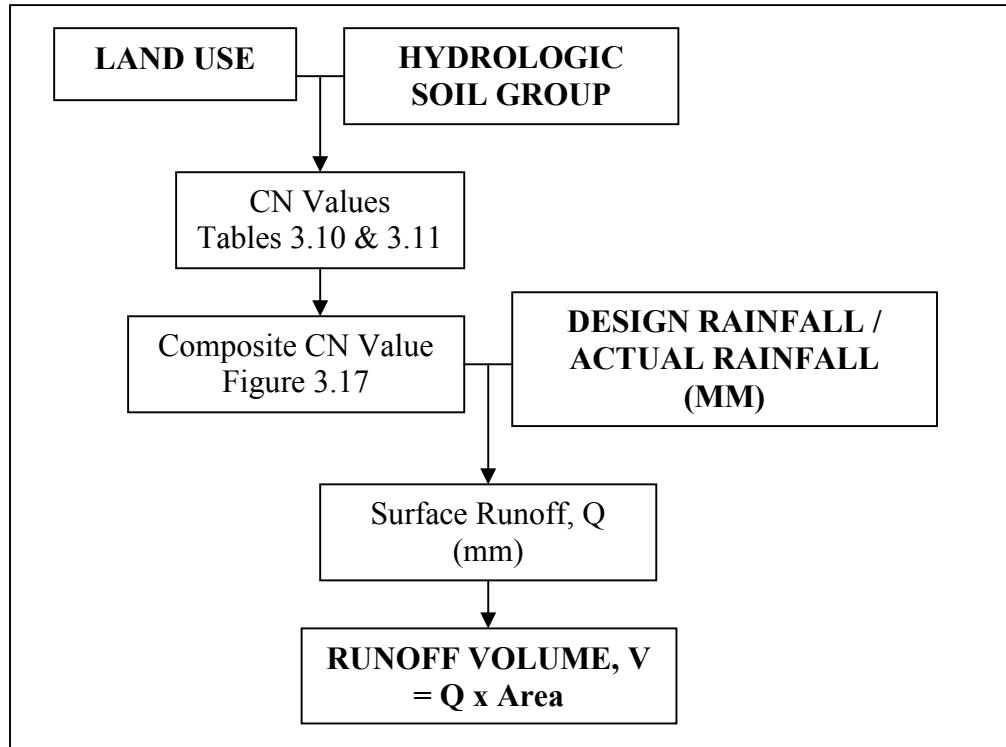 LAND USE
HYDROLOGIC
SOIL GROUP
CN Values
Tables 3.10 & 3.11
Composite CN Value
Figure 3.17
DESIGN RAINFALL /
ACTUAL RAINFALL
(MM)
Surface Runoff, Q
(mm)
RUNOFF VOLUME, V
= Q x Area